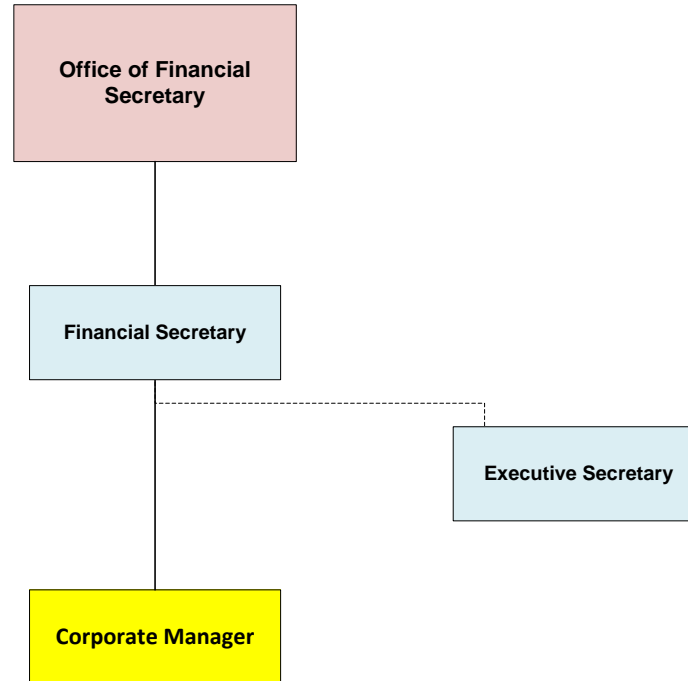 Office of Financial
Secretary
Financial Secretary
Executive Secretary
Corporate Manager